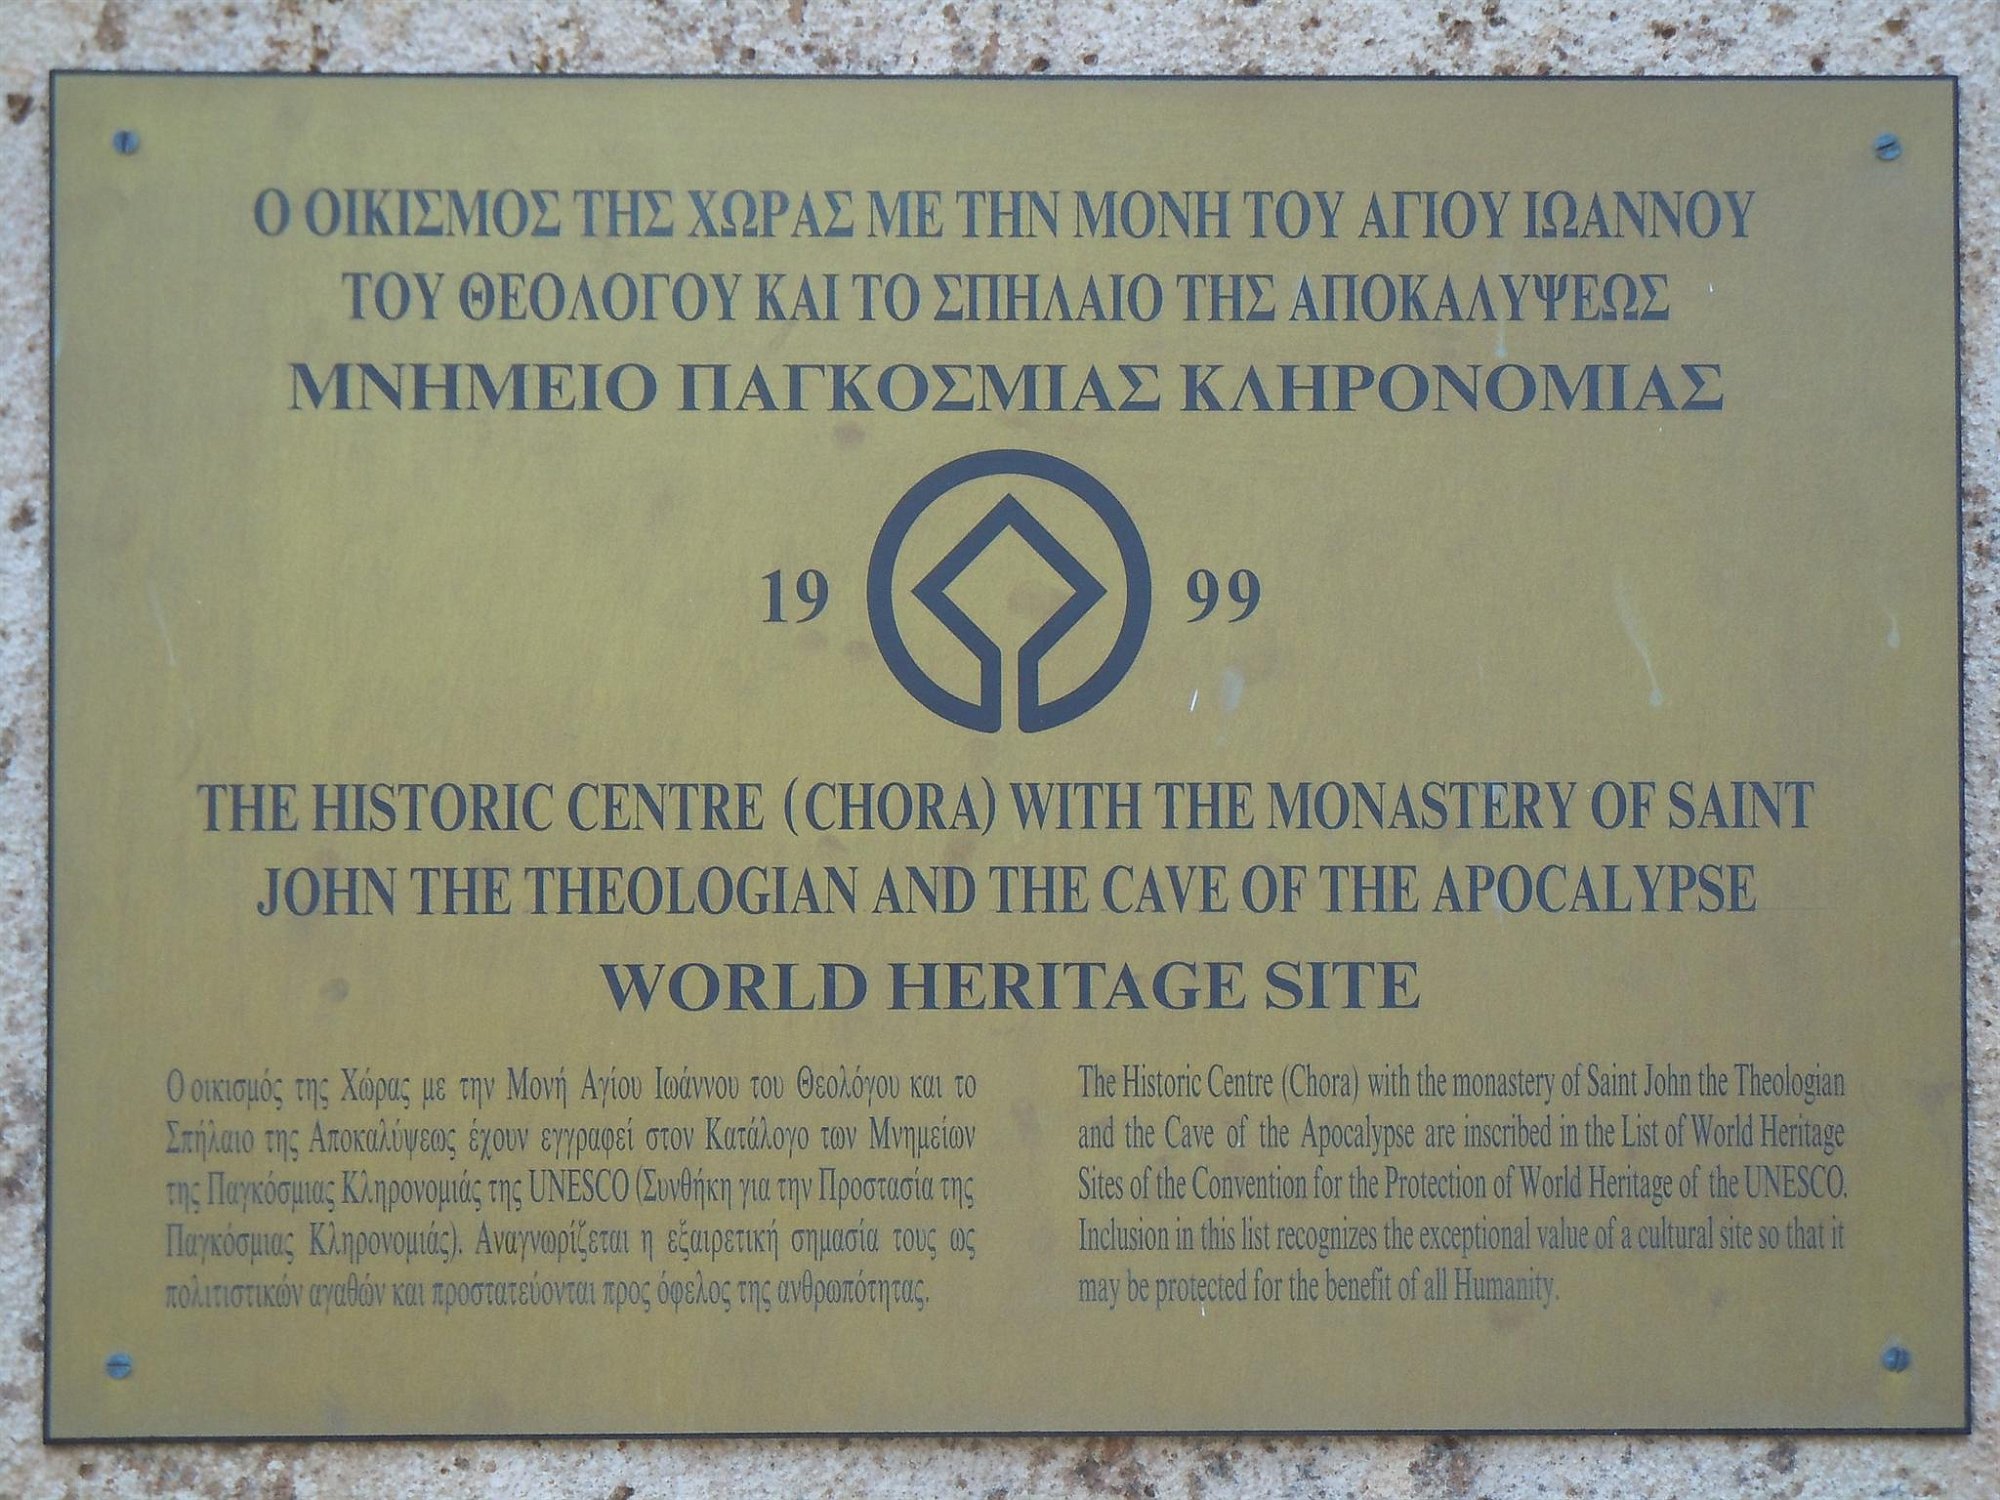 Ο ΟΙΚΙΣΜΟΣ ΤΗΣ ΧΩΡΑΣ ΜΕ ΤΗΝ ΜΟΝΗ ΤΟΥ ΑΓΙΟΥ ΙΩΑΝΝΟΥ
ΤΟΥ ΘΕΟΛΟΓΟΥ ΚΑΙ ΤΟ ΣΠΗΛΑΙΟ ΤΗΣ ΑΠΟΚΑΛΥΨΕΩΣ
ΜΝΗΜΕΙΟ ΠΑΓΚΟΣΜΙΑΣ ΚΛΗΡΟΝΟΜΙΑΣ
19 99
THE HISTORIC CENTRE (CHORA) WITH THE MONASTERY OF SAINT
JOHN THE THEOLOGIAN AND THE CAVE OF THE APOCALYPSE
WORLD HERITAGE SITE
Ο οικισμός της Χώρας με την Μονή Αγίου Ιωάννου του Θεολόγου και το
Σπήλαιο της Αποκαλύψεως έχουν εγγραφεί στον Κατάλογο των Μνημείων
της Παγκόσμιας Κληρονομιάς της UNESCO (Συνθήκη για την Προστασία της
Παγκόσμιας Κληρονομιάς). Αναγνωρίζεται η εξαιρετική σημασία τους ως
πολιτιστικών αγαθών και προστατεύονται προς όφελος της ανθρωπότητας.
The Historic Centre (Chora) with the monastery of Saint John the Theologian
and the Cave of the Apocalypse are inscribed in the List of World Heritage
Sites of the Convention for the Protection of World Heritage of the UNESCO.
Inclusion in this list recognizes the exceptional value of a cultural site so that it
may be protected for the benefit of all Humanity.